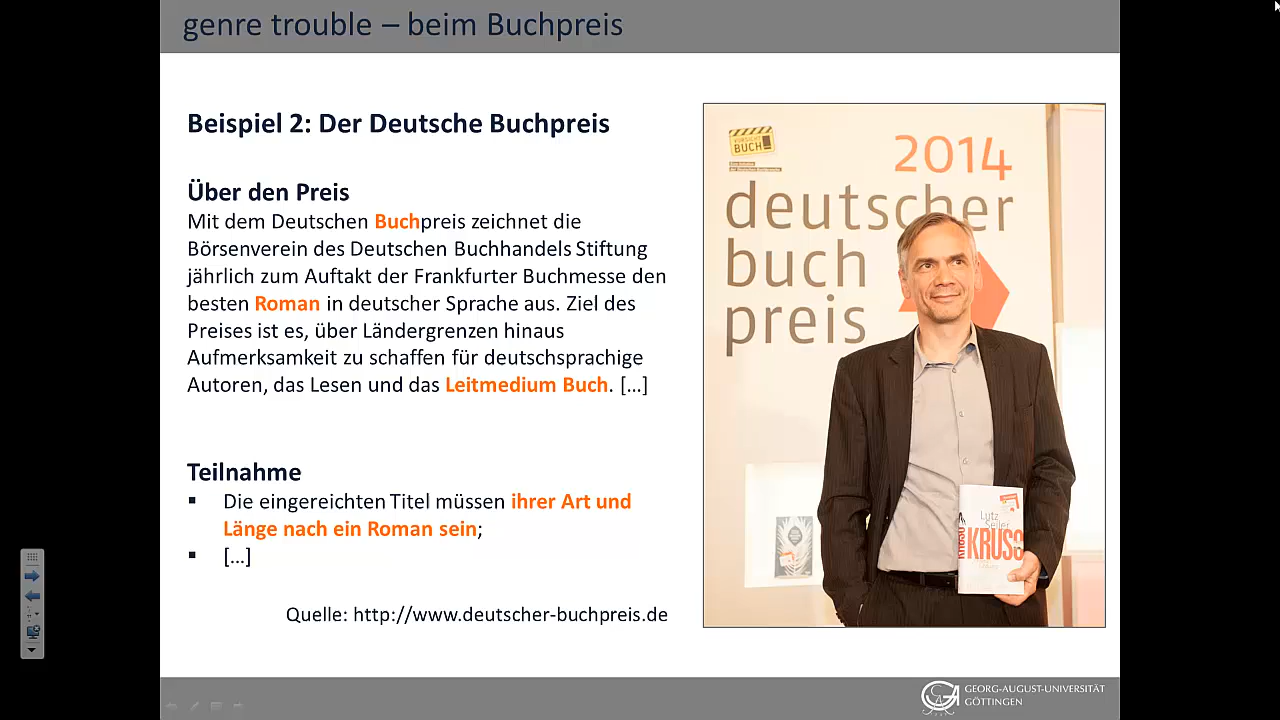 genre trouble – beim Buchpreis
Beispiel 2: Der Deutsche Buchpreis
Über den Preis
Mit dem Deutschen Buchpreis zeichnet die
Börsenverein des Deutschen Buchhandels Stiftung
jährlich zum Auftakt der Frankfurter Buchmesse den
besten Roman in deutscher Sprache aus. Ziel des
Preises ist es, über Ländergrenzen hinaus
Aufmerksamkeit zu schaffen für deutschsprachige
Autoren, das Lesen und das Leitmedium Buch. […]
Teilnahme
Die eingereichten Titel müssen ihrer Art und
Länge nach ein Roman sein;
[…]
Quelle: http://www.deutscher-buchpreis.de
VORSICHT
BUCH
2014
deutscher
buch
preis
Lutz
Seiler
KRUSO
KRUSO
GEORG-AUGUST-UNIVERSITÄT
GÖTTINGEN